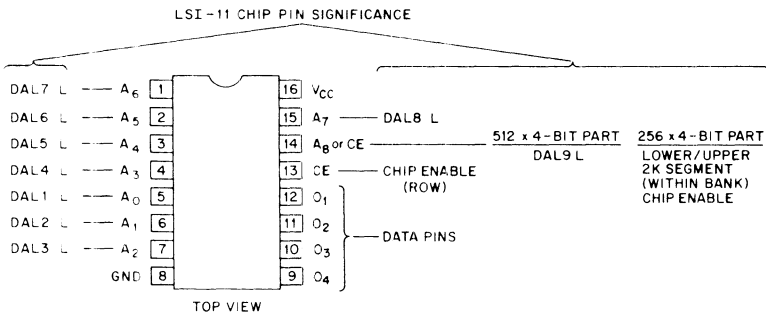 LSI-11 CHIP PIN SIGNIFICANCE
DAL7 L A6 1 16 VCC
DAL6 L A5 2 15 A7 DAL8 L
DAL5 L A4 3 14 A8 or CE 512 x 4-BIT PART 256 x 4-BIT PART
DAL9 L LOWER/UPPER
2K SEGMENT
(WITHIN BANK)
CHIP ENABLE
DAL4 L A3 4 13 CE CHIP ENABLE
(ROW)
DAL1 L A0 5 12 O1
DAL2 L A1 6 11 O2
DATA PINS
DAL3 L A2 7 10 O3
GND 8 9 O4
TOP VIEW